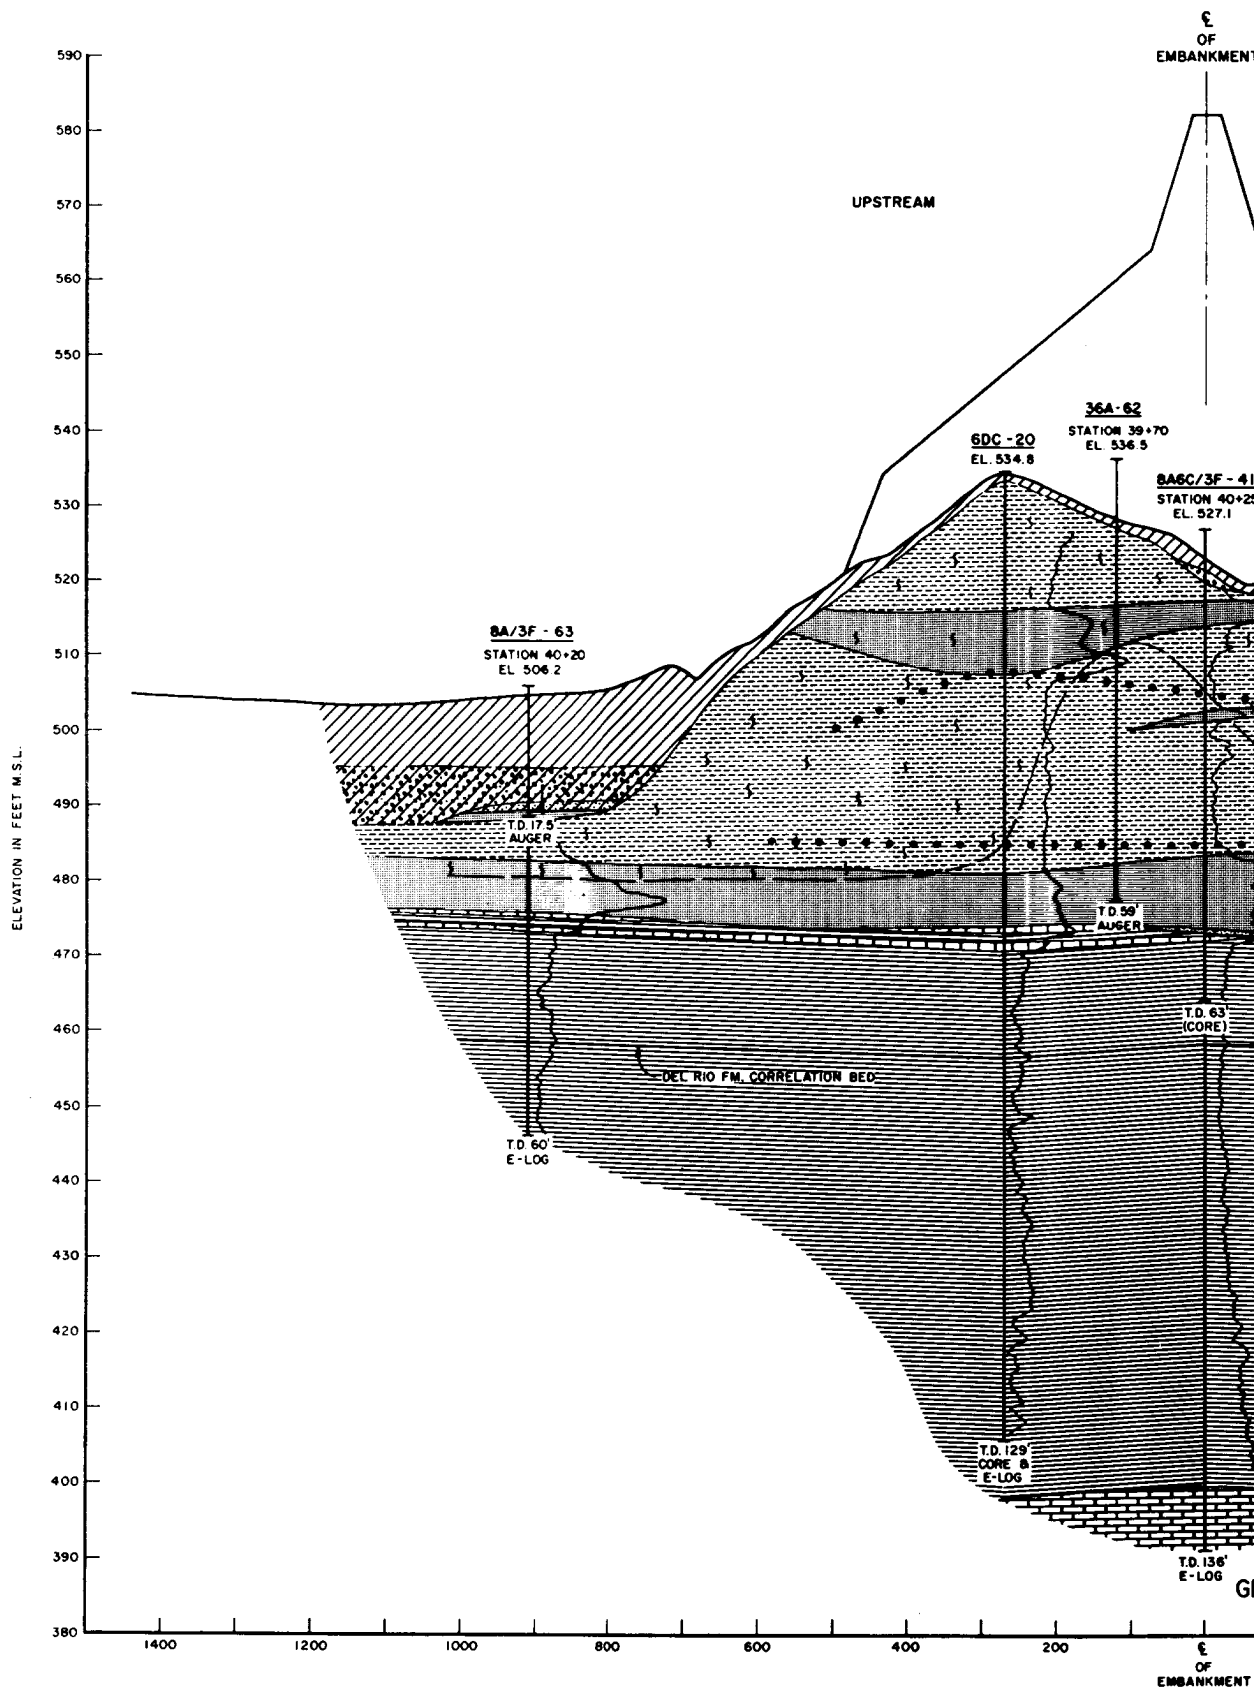 ℄
OF
EMBANKMENT
590
580
570
560
550
540
530
520
510
500
490
480
470
460
450
440
430
420
410
400
390
380
ELEVATION IN FEET M.S.L.
UPSTREAM
36A-62
STATION 39+70
EL. 536.5
6DC-20
EL. 534.8
8A6C/3F-41
STATION 40+25
EL. 527.1
8A/3F-63
STATION 40+20
EL 506.2
T.D. 17.5'
AUGER
T.D. 59'
AUGER
T.D. 63'
(CORE)
DEL RIO FM. CORRELATION BED
T.D. 60'
E-LOG
T.D. 129'
CORE &
E-LOG
T.D. 136'
E-LOG
1400
1200
1000
800
600
400
200
℄
OF
EMBANKMENT